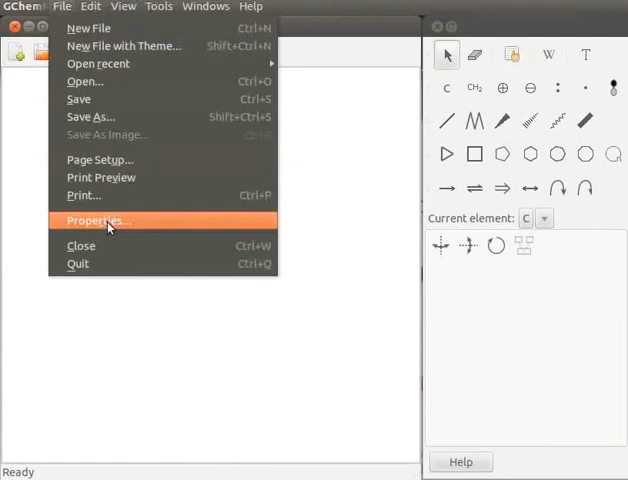 GChem File Edit View Tools Windows Help
New File Ctrl+N
New File with Theme... Shift+Ctrl+N
Open recent
Open... Ctrl+O
Save Ctrl+S
Save As... Shift+Ctrl+S
Save As Image...
Page Setup...
Print Preview
Print... Ctrl+P
Properties...
Close Ctrl+W
Quit Ctrl+Q
Ready
W T
C CH2
Current element: C
Help